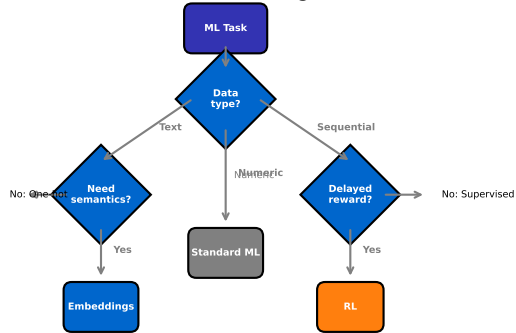 ML Task
Data
type?
Text
Sequential
Numeric
Numeric
No: One-hot
Need
semantics?
Delayed
reward?
No: Supervised
Yes
Standard ML
Yes
Embeddings
RL